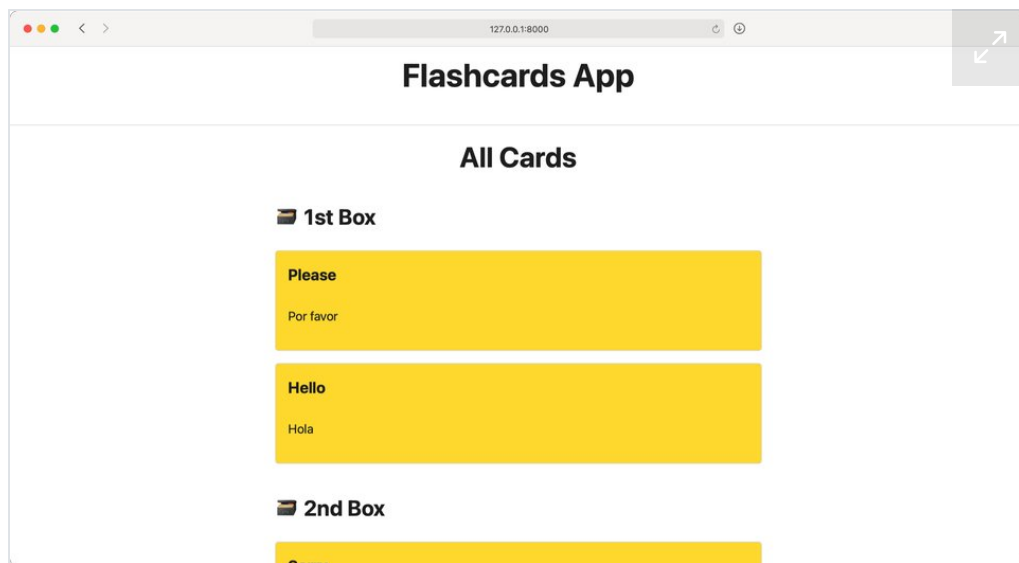 127.0.0.1:8000
Flashcards App
All Cards
1st Box
Please
Por favor
Hello
Hola
2nd Box